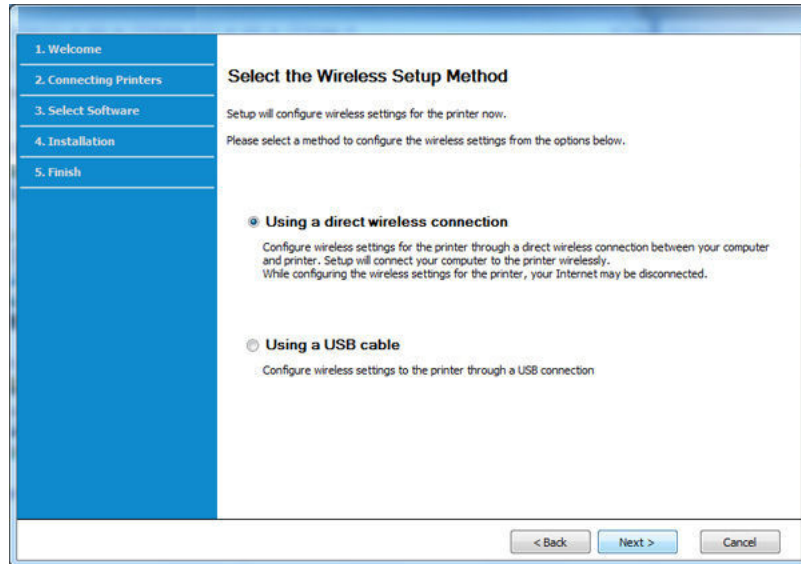 1. Welcome
2. Connecting Printers
3. Select Software
4. Installation
5. Finish
Select the Wireless Setup Method
Setup will configure wireless settings for the printer now.
Please select a method to configure the wireless settings from the options below.
Using a direct wireless connection
Configure wireless settings for the printer through a direct wireless connection between your computer
and printer. Setup will connect your computer to the printer wirelessly.
While configuring the wireless settings for the printer, your Internet may be disconnected.
Using a USB cable
Configure wireless settings to the printer through a USB connection
< Back
Next >
Cancel